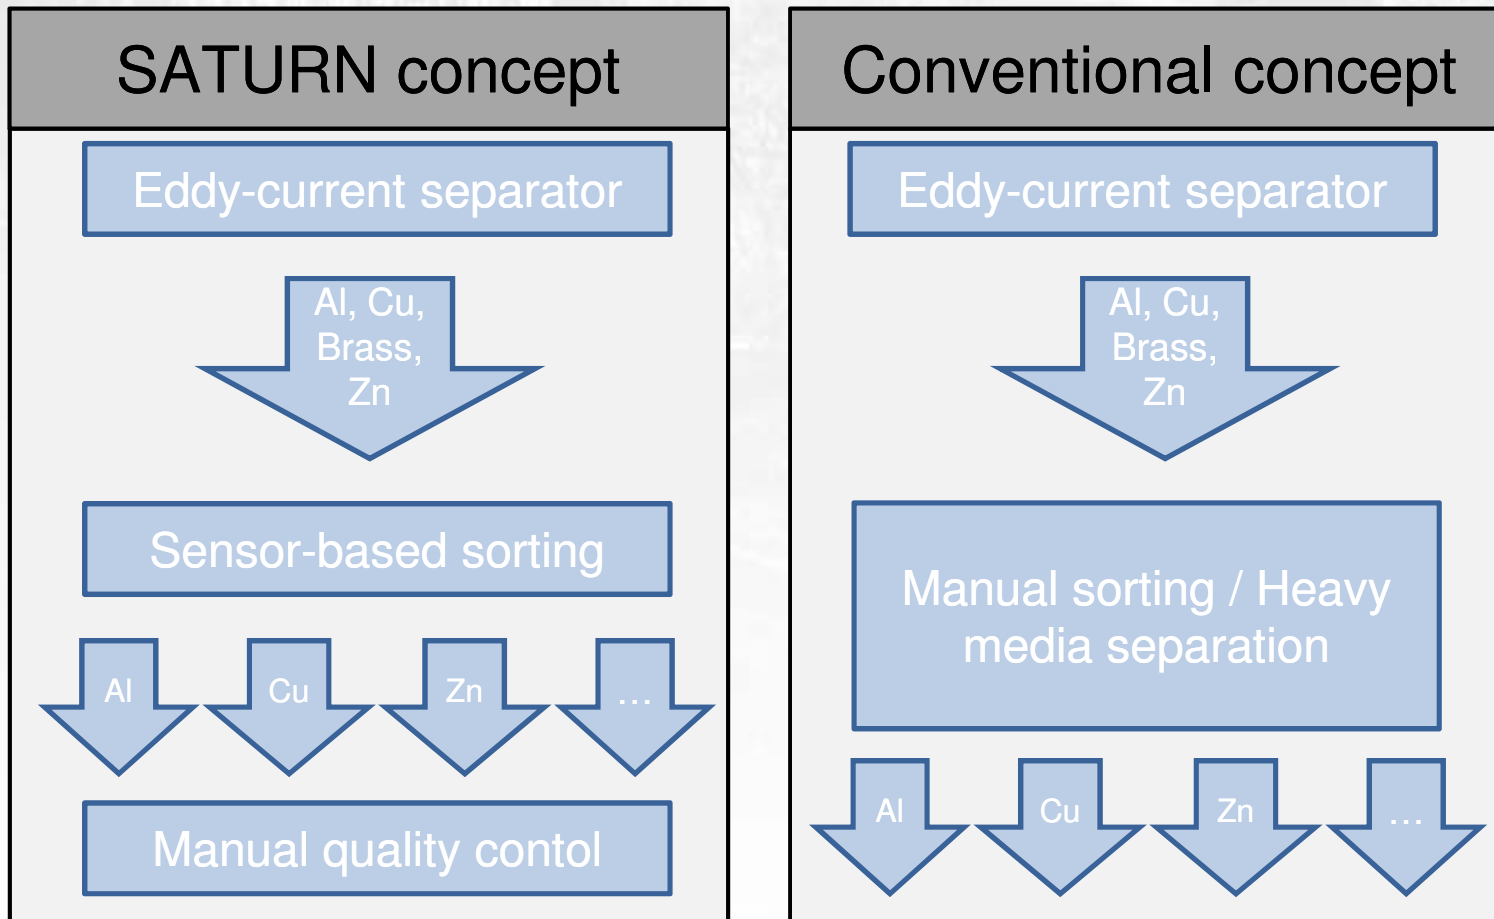 SATURN concept
Eddy-current separator
Al, Cu,
Brass,
Zn
Sensor-based sorting
Al
Cu
Zn
...
Manual quality contol
Conventional concept
Eddy-current separator
Al, Cu,
Brass,
Zn
Manual sorting / Heavy
media separation
Al
Cu
Zn
...